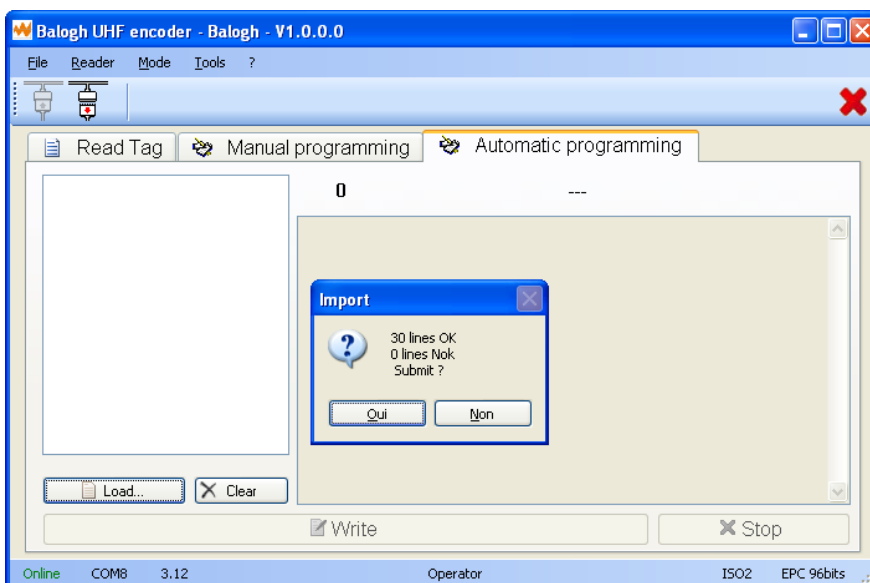 Balogh UHF encoder - Balogh - V1.0.0.0
File Reader Mode Tools ?
Read Tag Manual programming Automatic programming
0 ---
Import
30 lines OK
0 lines Nok
Submit ?
Oui Non
Load... Clear
Write Stop
Online COM8 3.12 Operator ISO2 EPC 96bits